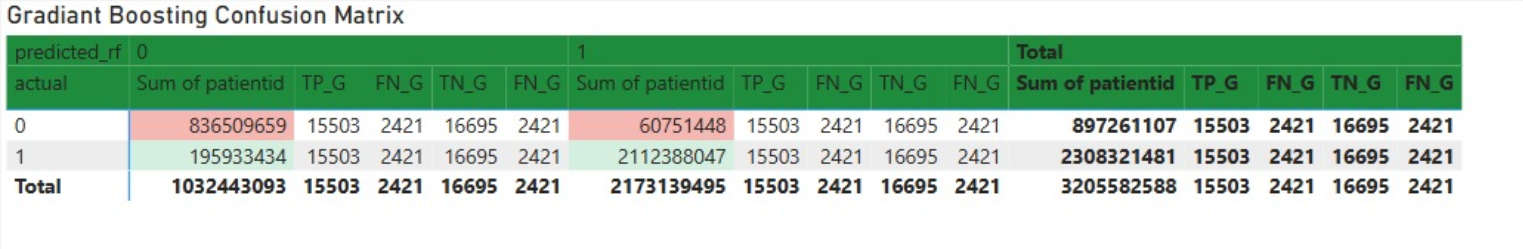 Gradiant Boosting Confusion Matrix
predicted_rf 0 1 Total
actual Sum of patientid TP_G FN_G TN_G FN_G Sum of patientid TP_G FN_G TN_G FN_G Sum of patientid TP_G FN_G TN_G FN_G
0 836509659 15503 2421 16695 2421 60751448 15503 2421 16695 2421 897261107 15503 2421 16695 2421
1 195933434 15503 2421 16695 2421 2112388047 15503 2421 16695 2421 2308321481 15503 2421 16695 2421
Total 1032443093 15503 2421 16695 2421 2173139495 15503 2421 16695 2421 3205582588 15503 2421 16695 2421